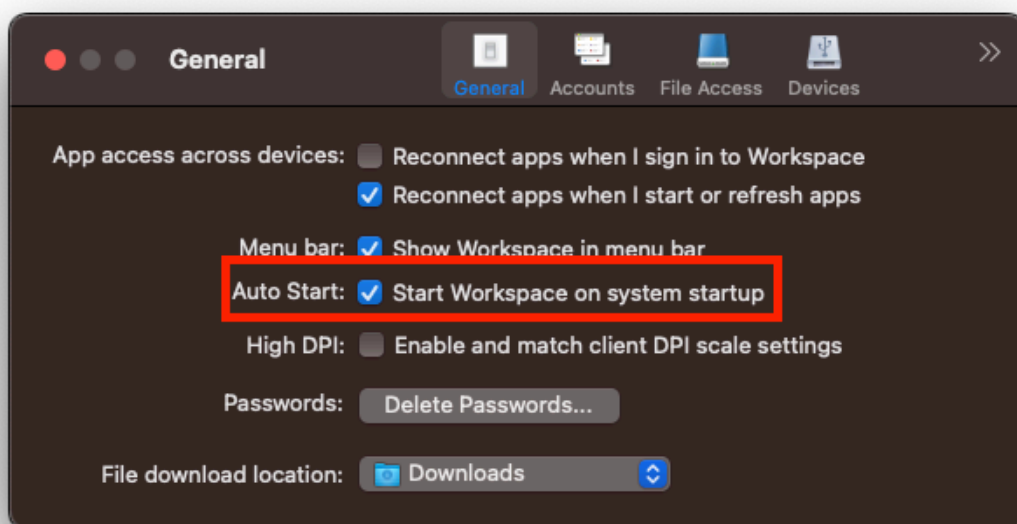 General
General Accounts File Access Devices
App access across devices: Reconnect apps when I sign in to Workspace
Reconnect apps when I start or refresh apps
Menu bar: Show Workspace in menu bar
Auto Start: Start Workspace on system startup
High DPI: Enable and match client DPI scale settings
Passwords: Delete Passwords...
File download location: Downloads